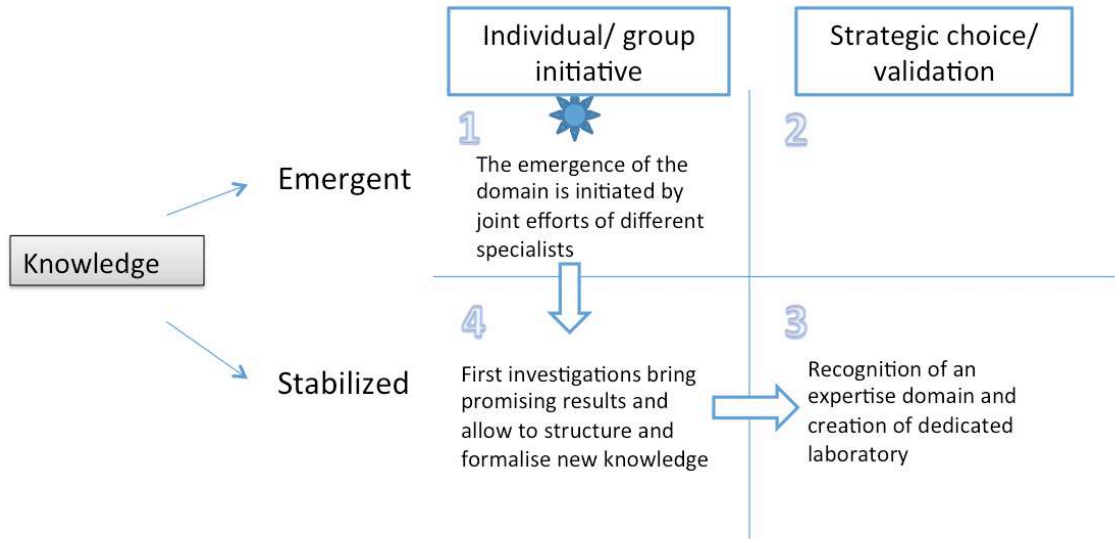 Individual/ group
initiative
Strategic choice/
validation
1
2
Emergent
The emergence of the
domain is initiated by
joint efforts of different
specialists
Knowledge
4
3
Stabilized
First investigations bring
promising results and
allow to structure and
formalise new knowledge
Recognition of an
expertise domain and
creation of dedicated
laboratory